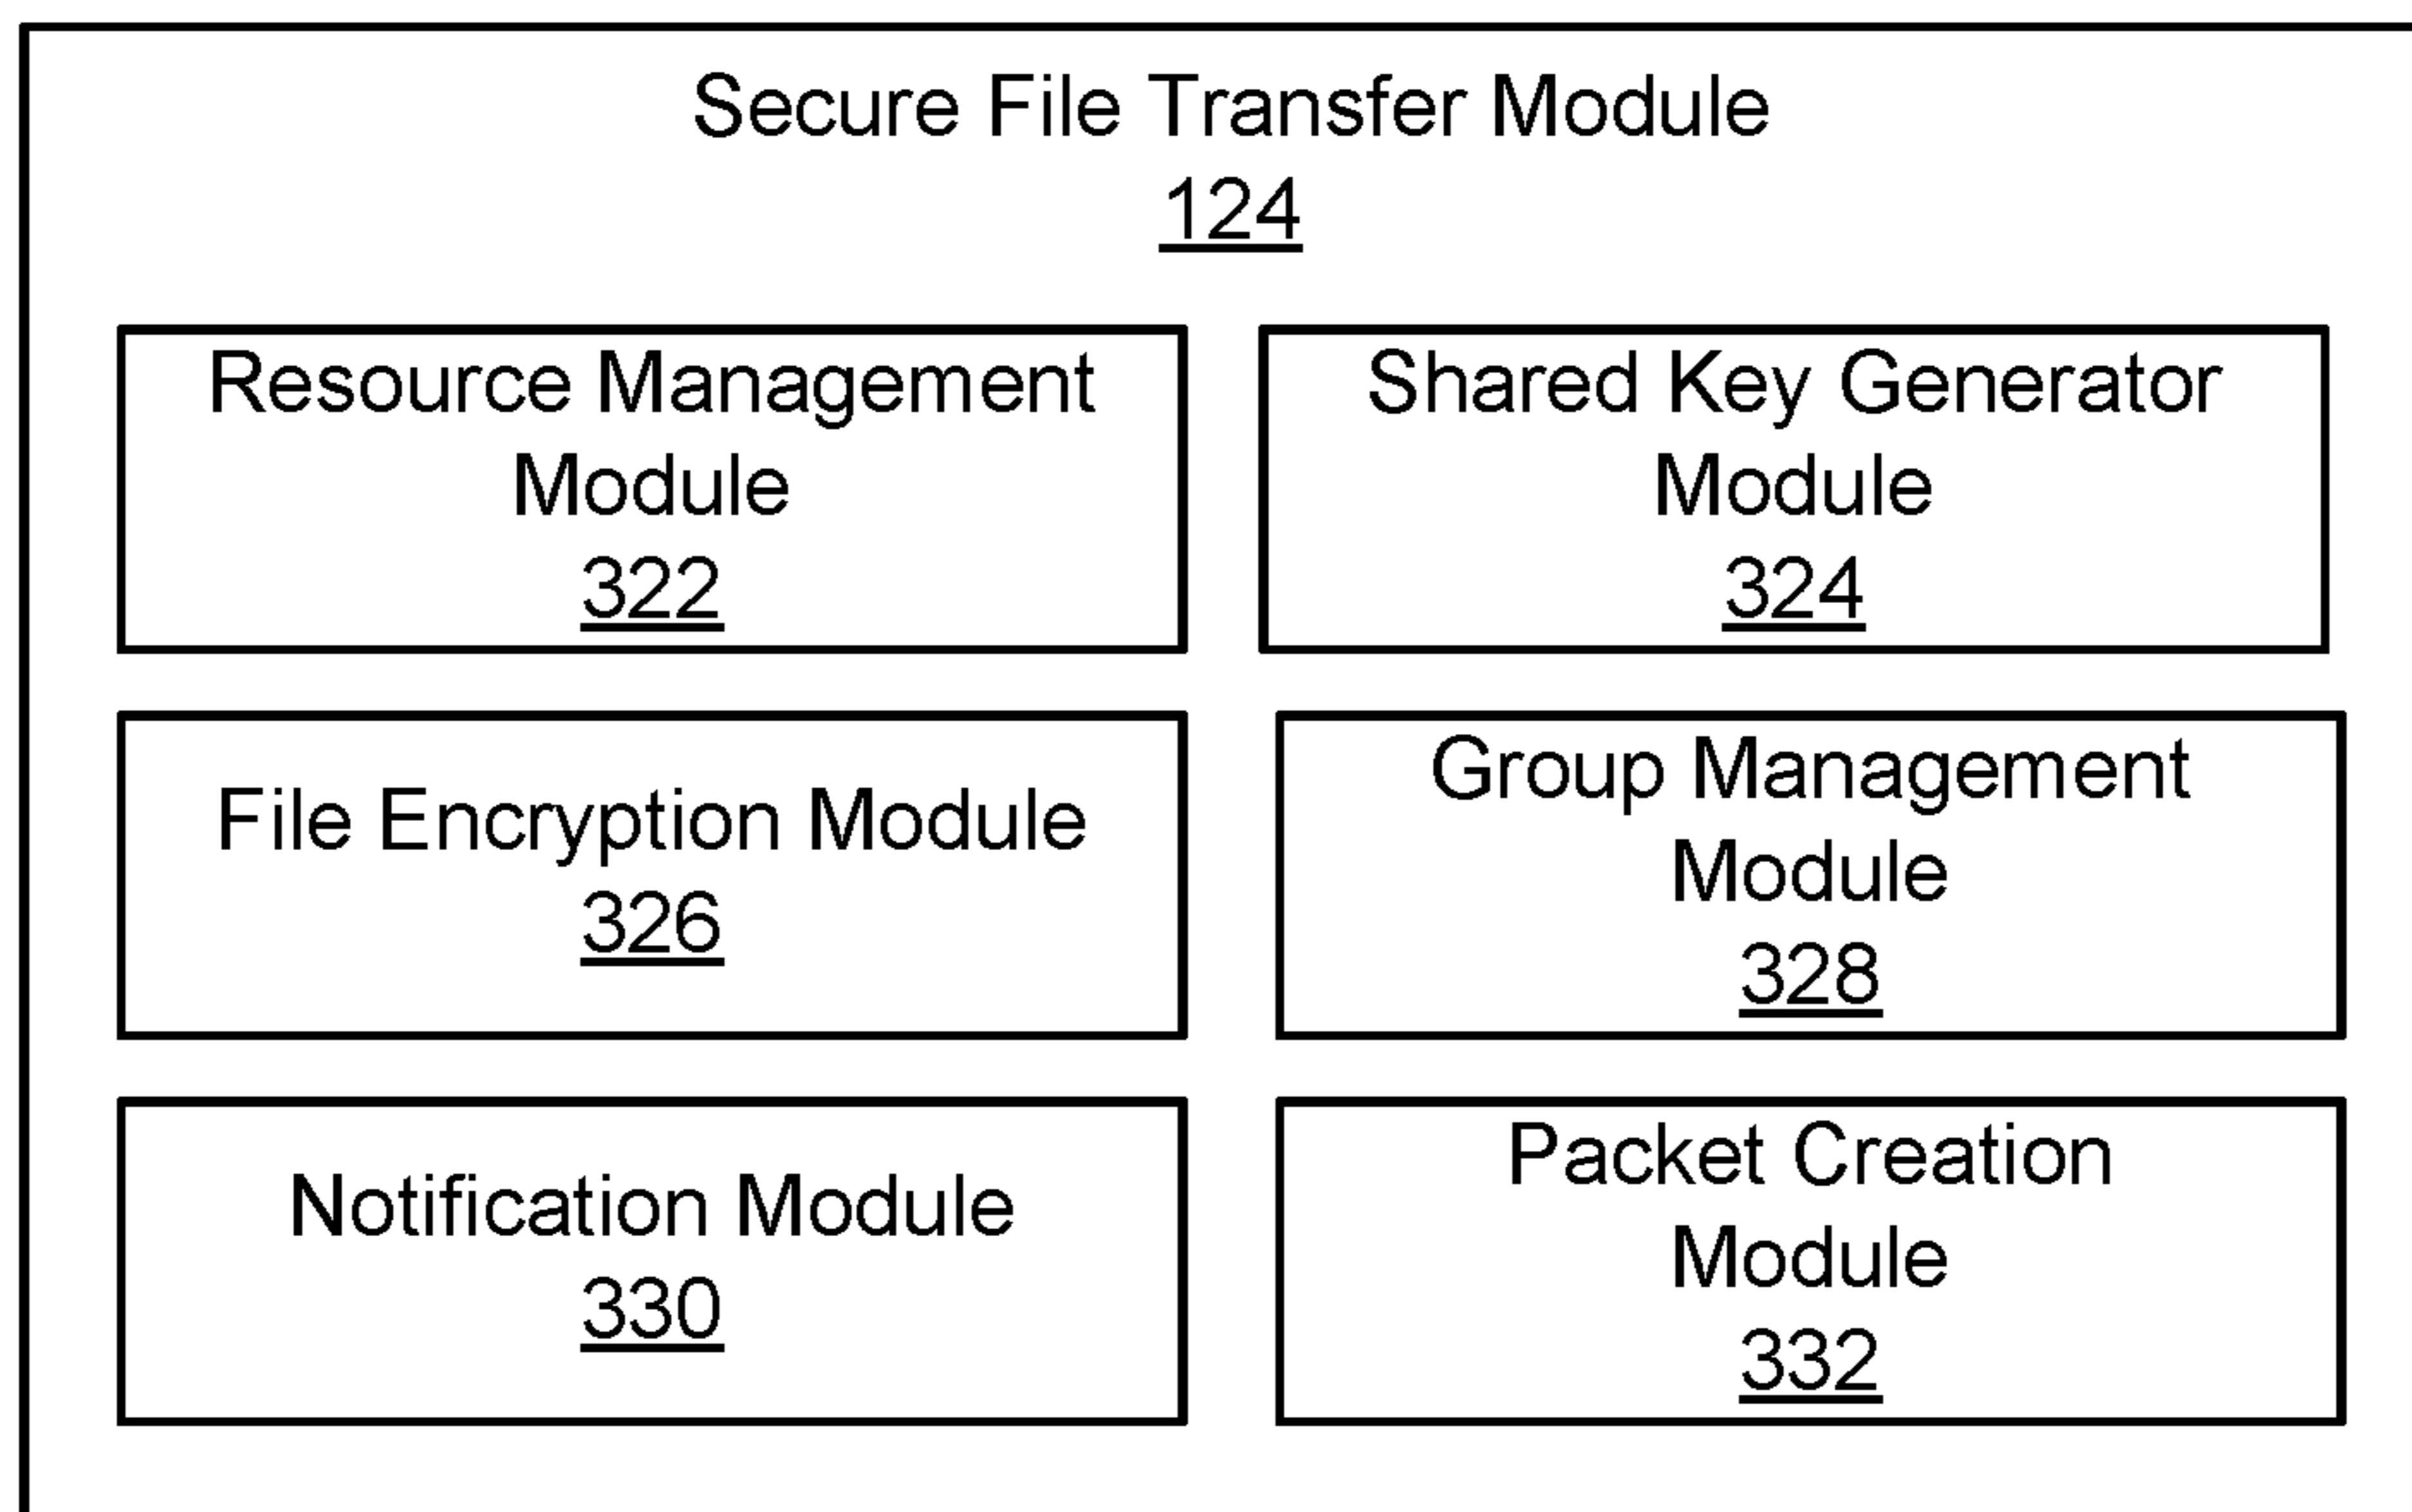 Secure File Transfer Module
124
Resource Management
Module
322
Shared Key Generator
Module
324
File Encryption Module
326
Group Management
Module
328
Notification Module
330
Packet Creation
Module
332